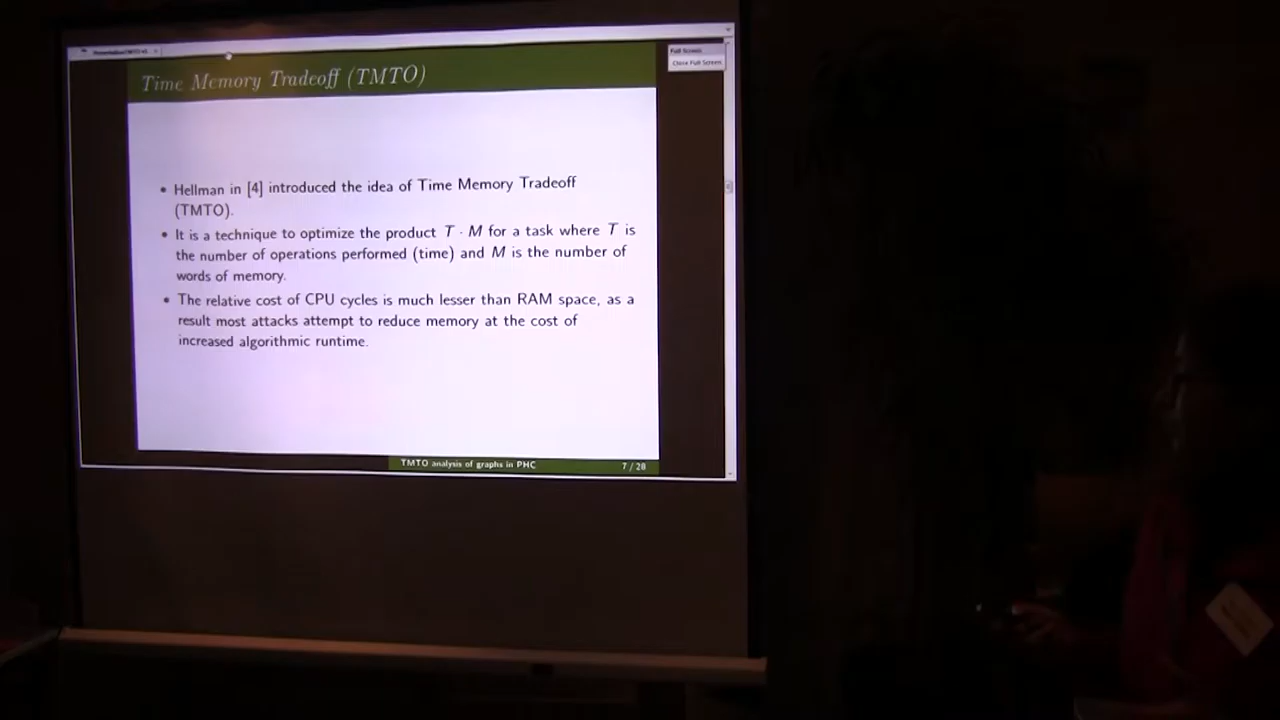 Full Screen
Close Full Screen
Time Memory Tradeoff (TMTO)
• Hellman in [4] introduced the idea of Time Memory Tradeoff
(TMTO).
• It is a technique to optimize the product T · M for a task where T is
the number of operations performed (time) and M is the number of
words of memory.
• The relative cost of CPU cycles is much lesser than RAM space, as a
result most attacks attempt to reduce memory at the cost of
increased algorithmic runtime.
TMTO analysis of graphs in PHC
7 / 28